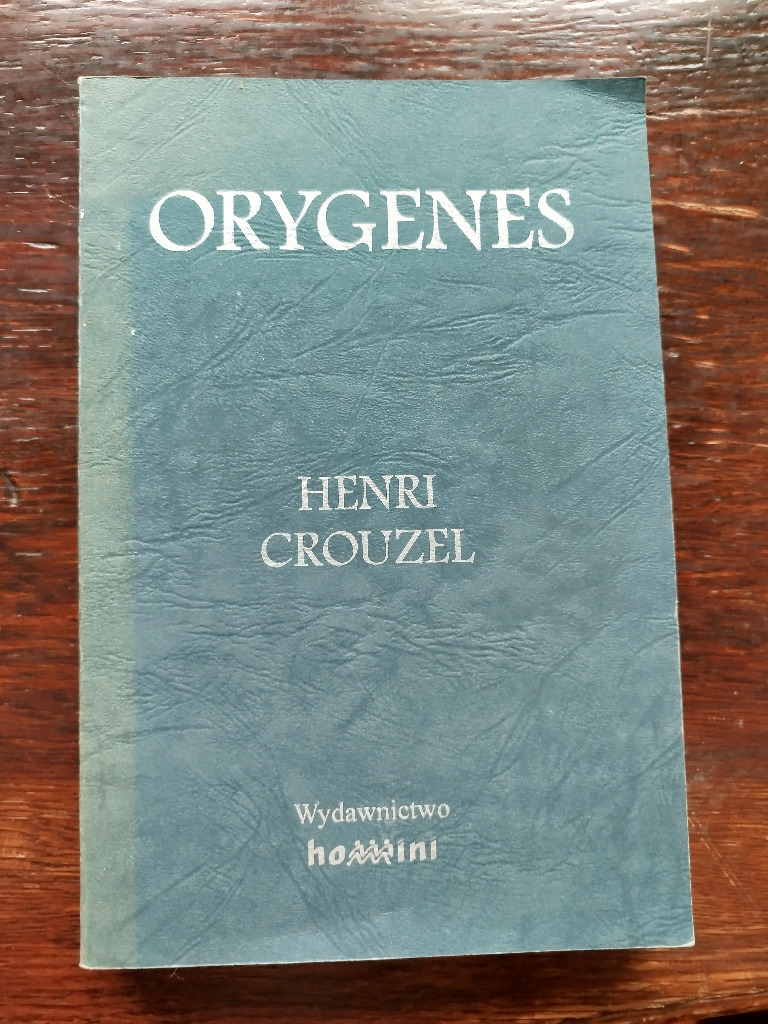 ORYGENES
HENRI
CROUZEL
Wydawnictwo
homini